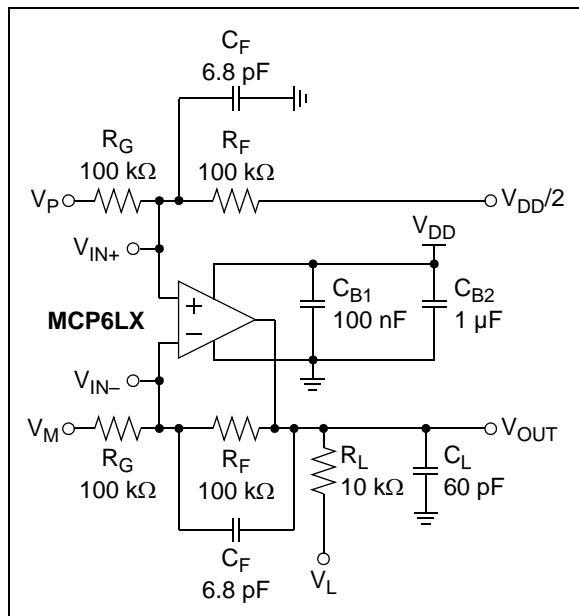 C_F
6.8 pF
R_G
100 kΩ
R_F
100 kΩ
V_P
V_DD/2
V_IN+
V_DD
MCP6LX
+
−
C_B1
100 nF
C_B2
1 µF
V_IN–
V_M
V_OUT
R_G
100 kΩ
R_F
100 kΩ
R_L
10 kΩ
C_L
60 pF
C_F
6.8 pF
V_L